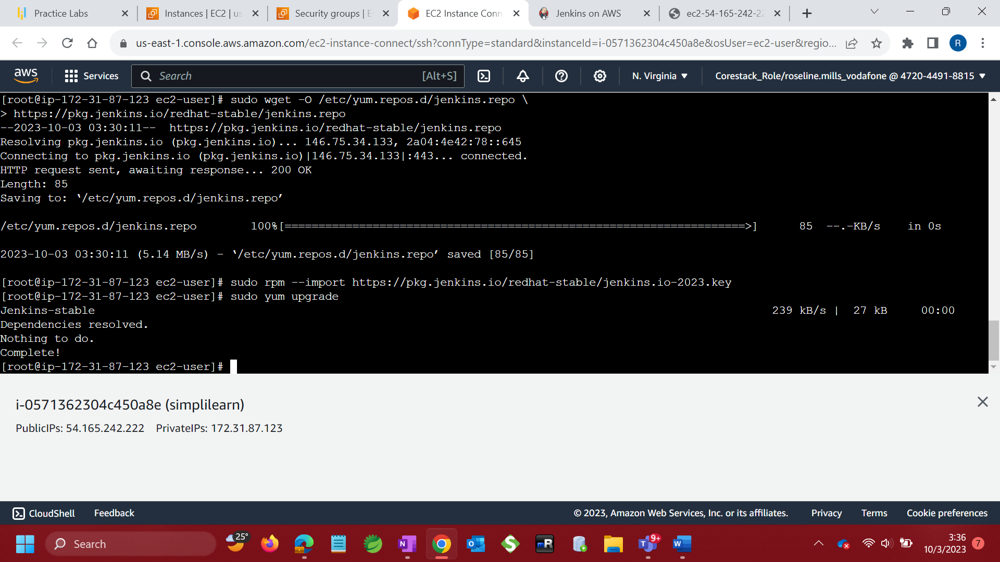 Practice Labs
Instances | EC2 | us
Security groups | E
EC2 Instance Conn
Jenkins on AWS
ec2-54-165-242-22
us-east-1.console.aws.amazon.com/ec2-instance-connect/ssh?connType=standard&instanceId=i-0571362304c450a8e&osUser=ec2-user&regio...
R
aws
Services
Search
[Alt+S]
N. Virginia
Corestack_Role/roseline.mills_vodafone @ 4720-4491-8815
[root@ip-172-31-87-123 ec2-user]# sudo wget -O /etc/yum.repos.d/jenkins.repo \
> https://pkg.jenkins.io/redhat-stable/jenkins.repo
--2023-10-03 03:30:11--  https://pkg.jenkins.io/redhat-stable/jenkins.repo
Resolving pkg.jenkins.io (pkg.jenkins.io)... 146.75.34.133, 2a04:4e42:78::645
Connecting to pkg.jenkins.io (pkg.jenkins.io)|146.75.34.133|:443... connected.
HTTP request sent, awaiting response... 200 OK
Length: 85
Saving to: ‘/etc/yum.repos.d/jenkins.repo’
/etc/yum.repos.d/jenkins.repo        100%[====================================================================>]      85  --.-KB/s    in 0s
2023-10-03 03:30:11 (5.14 MB/s) - ‘/etc/yum.repos.d/jenkins.repo’ saved [85/85]
[root@ip-172-31-87-123 ec2-user]# sudo rpm --import https://pkg.jenkins.io/redhat-stable/jenkins.io-2023.key
[root@ip-172-31-87-123 ec2-user]# sudo yum upgrade
Jenkins-stable 239 kB/s |  27 kB     00:00
Dependencies resolved.
Nothing to do.
Complete!
[root@ip-172-31-87-123 ec2-user]#
i-0571362304c450a8e (simplilearn)
PublicIPs: 54.165.242.222    PrivateIPs: 172.31.87.123
CloudShell
Feedback
© 2023, Amazon Web Services, Inc. or its affiliates.
Privacy
Terms
Cookie preferences
Search
25°
N
O
S
mR
T
9+
W
3:36
10/3/2023
7